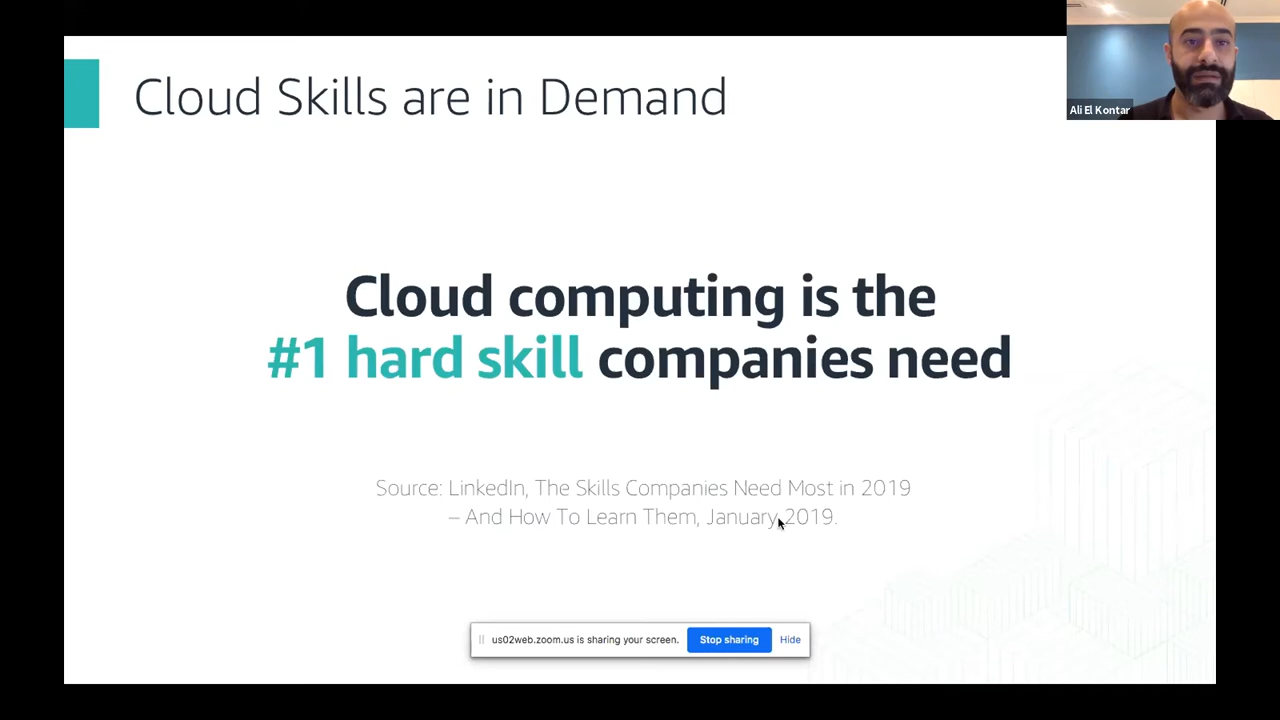 Cloud Skills are in Demand
Ali El Kontar
Cloud computing is the
#1 hard skill companies need
Source: LinkedIn, The Skills Companies Need Most in 2019
– And How To Learn Them, January 2019.
us02web.zoom.us is sharing your screen. Stop sharing Hide